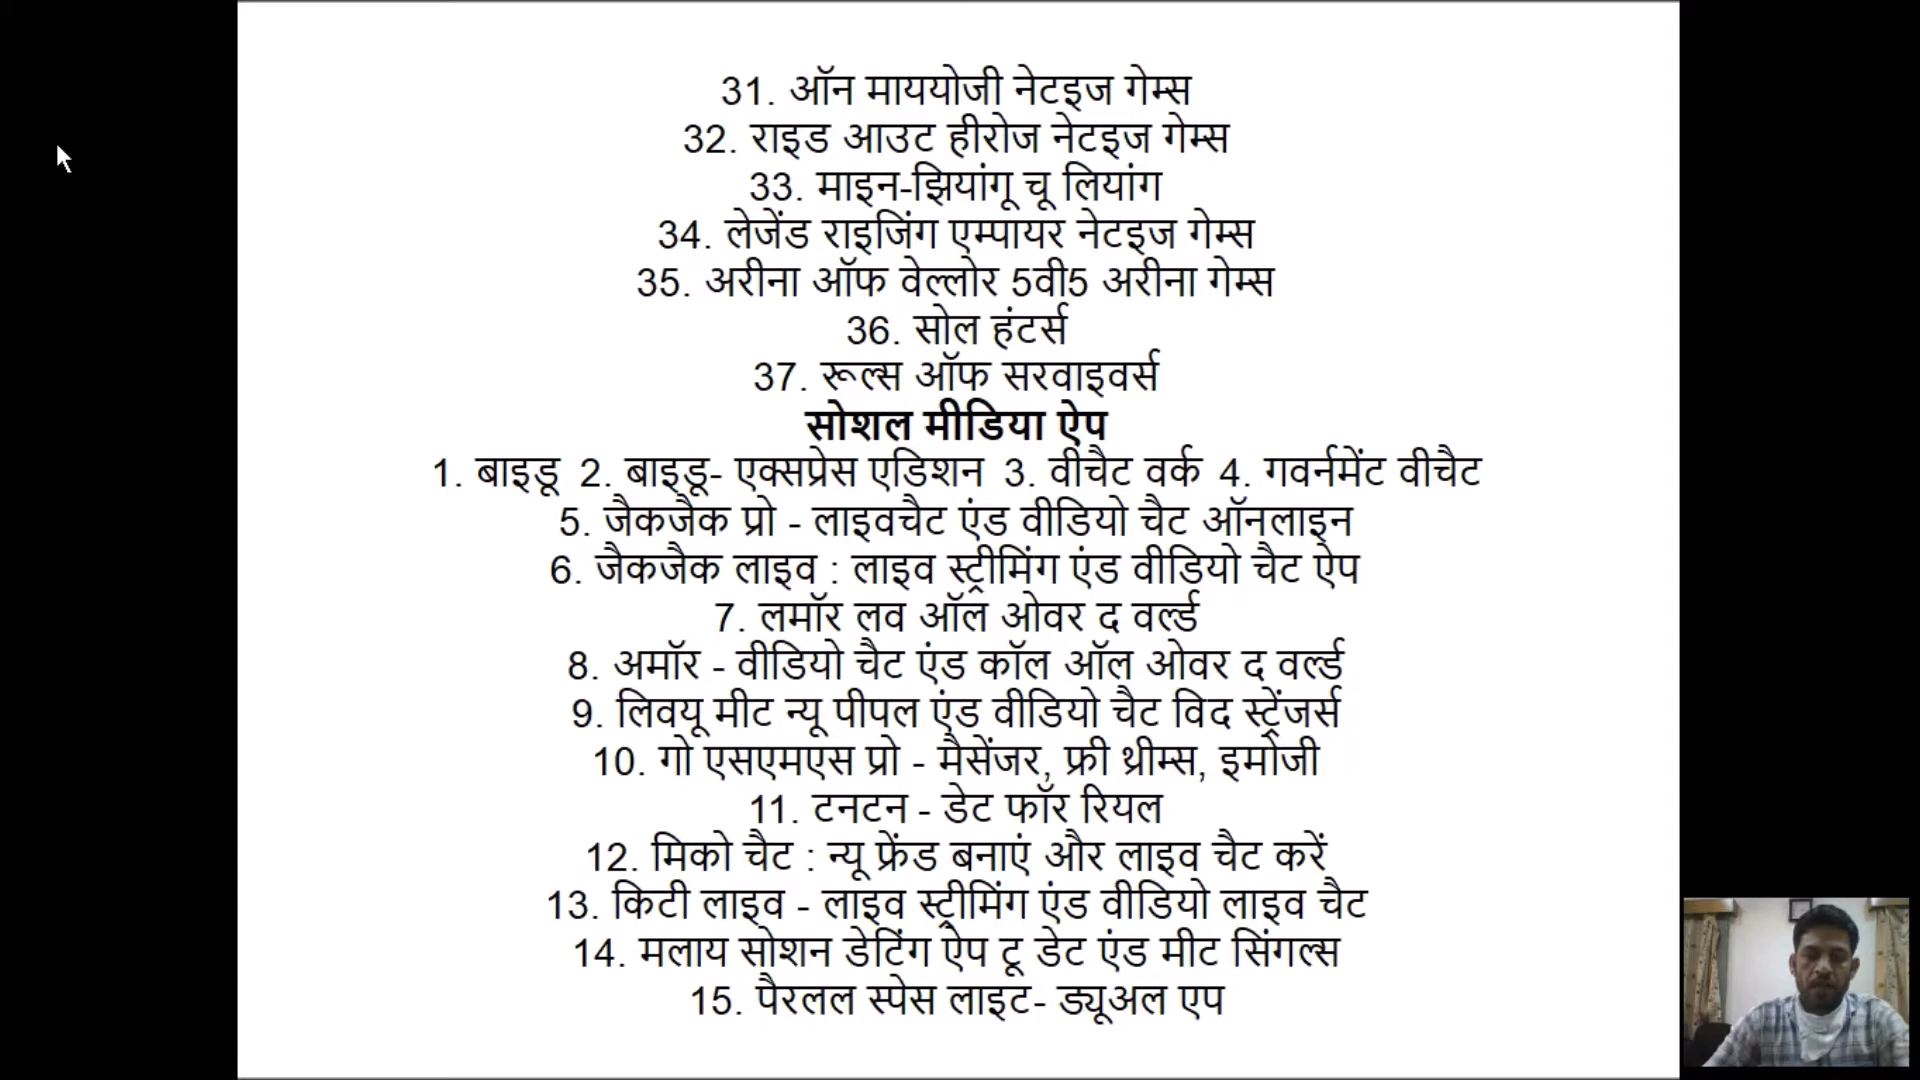 31. ऑन माययोजी नेटइज गेम्स
32. राइड आउट हीरोज नेटइज गेम्स
33. माइन-झियांगू चू लियांग
34. लेजेंड राइजिंग एम्पायर नेटइज गेम्स
35. अरीना ऑफ वेल्लोर 5वी5 अरीना गेम्स
36. सोल हंटर्स
37. रूल्स ऑफ सरवाइवर्स
सोशल मीडिया ऐप
1. बाइडू 2. बाइडू- एक्सप्रेस एडिशन 3. वीचैट वर्क 4. गवर्नमेंट वीचैट
5. जैकजैक प्रो - लाइवचैट एंड वीडियो चैट ऑनलाइन
6. जैकजैक लाइव : लाइव स्ट्रीमिंग एंड वीडियो चैट ऐप
7. लमॉर लव ऑल ओवर द वर्ल्ड
8. अमॉर - वीडियो चैट एंड कॉल ऑल ओवर द वर्ल्ड
9. लिवयू मीट न्यू पीपल एंड वीडियो चैट विद स्ट्रेंजर्स
10. गो एसएमएस प्रो - मैसेंजर, फ्री थ्रीम्स, इमोजी
11. टनटन - डेट फॉर रियल
12. मिको चैट : न्यू फ्रेंड बनाएं और लाइव चैट करें
13. किटी लाइव - लाइव स्ट्रीमिंग एंड वीडियो लाइव चैट
14. मलाय सोशन डेटिंग ऐप टू डेट एंड मीट सिंगल्स
15. पैरलल स्पेस लाइट- ड्यूअल एप